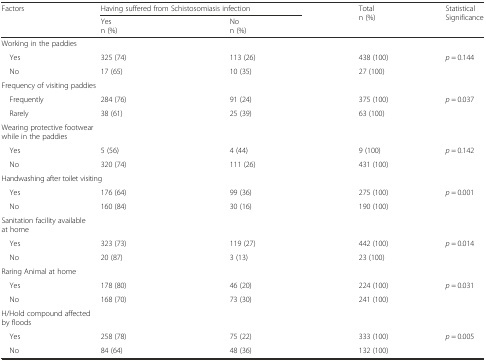 Factors Having suffered from Schistosomiasis infection Total Statistical
n (%) Significance
Yes No
n (%) n (%)
Working in the paddies
Yes 325 (74) 113 (26) 438 (100) p = 0.144
No 17 (65) 10 (35) 27 (100)
Frequency of visiting paddies
Frequently 284 (76) 91 (24) 375 (100) p = 0.037
Rarely 38 (61) 25 (39) 63 (100)
Wearing protective footwear
while in the paddies
Yes 5 (56) 4 (44) 9 (100) p = 0.142
No 320 (74) 111 (26) 431 (100)
Handwashing after toilet visiting
Yes 176 (64) 99 (36) 275 (100) p = 0.001
No 160 (84) 30 (16) 190 (100)
Sanitation facility available
at home
Yes 323 (73) 119 (27) 442 (100) p = 0.014
No 20 (87) 3 (13) 23 (100)
Raring Animal at home
Yes 178 (80) 46 (20) 224 (100) p = 0.031
No 168 (70) 73 (30) 241 (100)
H/Hold compound affected
by floods
Yes 258 (78) 75 (22) 333 (100) p = 0.005
No 84 (64) 48 (36) 132 (100)